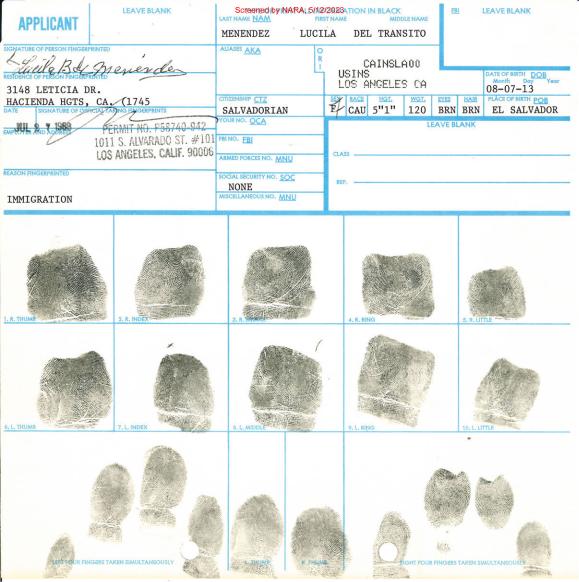 APPLICANT
LEAVE BLANK
Screened by NARA, 5/12/2023
INFORMATION IN BLACK
LAST NAME NAM FIRST NAME MIDDLE NAME
FBI LEAVE BLANK
MENENDEZ LUCILA DEL TRANSITO
SIGNATURE OF PERSON FINGERPRINTED
Lucila B de Menéndez
ALIASES AKA
ORI
CAINSLA00
USINS
LOS ANGELES CA
DATE OF BIRTH DOB
Month Day Year
08-07-13
RESIDENCE OF PERSON FINGERPRINTED
3148 LETICIA DR.
HACIENDA HGTS, CA. (1745
CITIZENSHIP CTZ
SALVADORIAN
SEX RACE HGT. WGT. EYES HAIR PLACE OF BIRTH POB
F CAU 5"1" 120 BRN BRN EL SALVADOR
DATE SIGNATURE OF OFFICIAL TAKING FINGERPRINTS
JUL 27 1989
EMPLOYER AND ADDRESS
PERMIT NO. P58740-942
1011 S. ALVARADO ST. #101
LOS ANGELES, CALIF. 90006
YOUR NO. OCA
FBI NO. FBI
ARMED FORCES NO. MNU
SOCIAL SECURITY NO. SOC
NONE
MISCELLANEOUS NO. MNU
LEAVE BLANK
CLASS
REF.
REASON FINGERPRINTED
IMMIGRATION
1. R. THUMB 2. R. INDEX 3. R. MIDDLE 4. R. RING 5. R. LITTLE
6. L. THUMB 7. L. INDEX 8. L. MIDDLE 9. L. RING 10. L. LITTLE
LEFT FOUR FINGERS TAKEN SIMULTANEOUSLY L. THUMB R. THUMB RIGHT FOUR FINGERS TAKEN SIMULTANEOUSLY